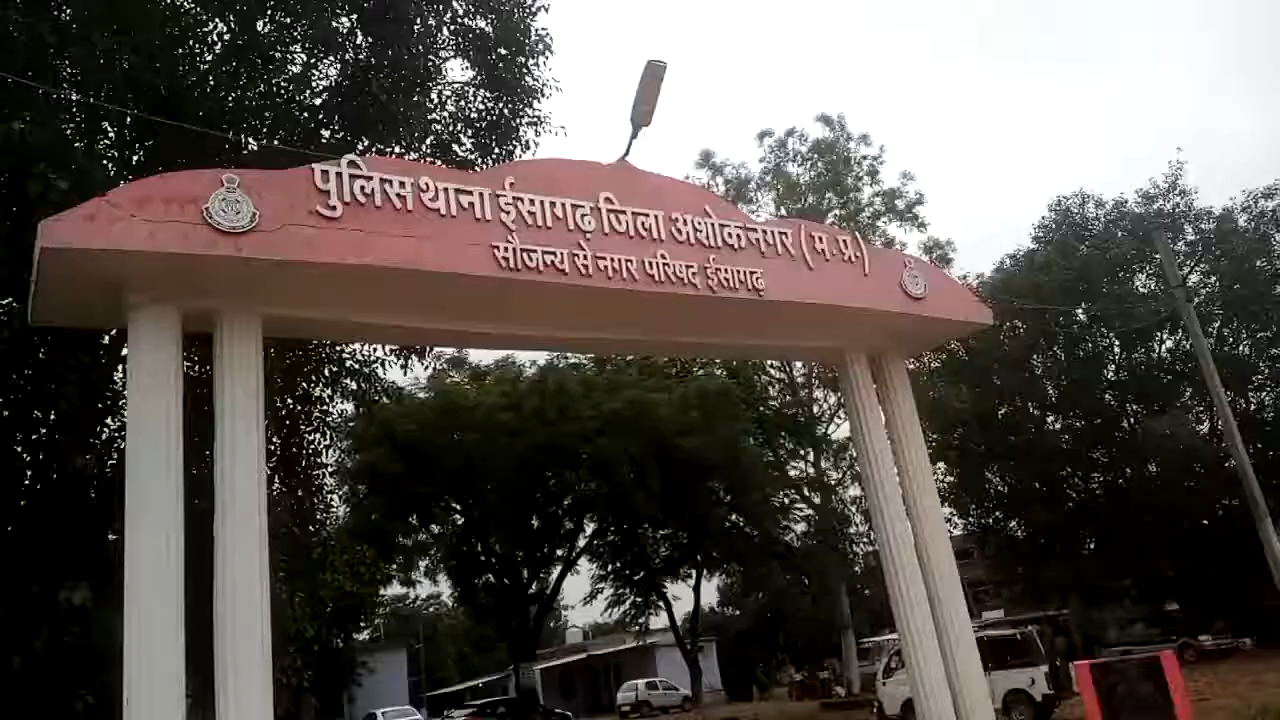 पुलिस थाना ईसागढ़ जिला अशोकनगर (म.प्र.)
सौजन्य से नगर परिषद ईसागढ़